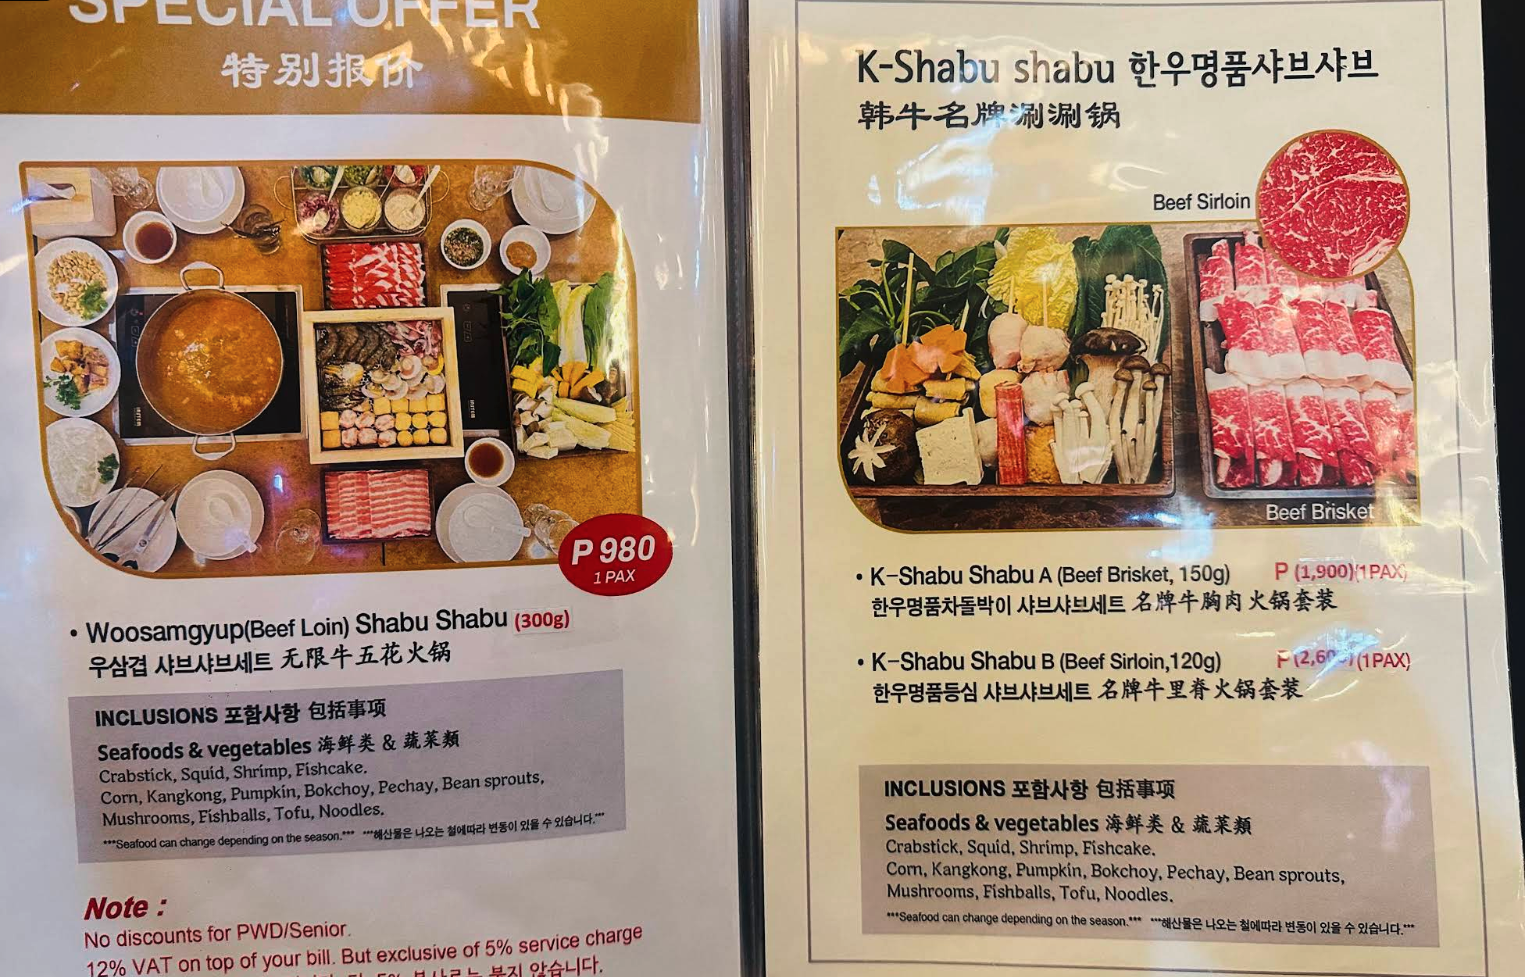 SPECIAL OFFER
特别报价
P 980
1 PAX
• Woosamgyup(Beef Loin) Shabu Shabu (300g)
우삼겹 샤브샤브세트 无限牛五花火锅
INCLUSIONS 포함사항 包括事项
Seafoods & vegetables 海鲜类 & 蔬菜類
Crabstick, Squid, Shrimp, Fishcake.
Corn, Kangkong, Pumpkin, Bokchoy, Pechay, Bean sprouts,
Mushrooms, Fishballs, Tofu, Noodles.
***Seafood can change depending on the season.*** ***해산물은 나오는 철에따라 변동이 있을 수 있습니다.***
Note :
No discounts for PWD/Senior.
12% VAT on top of your bill. But exclusive of 5% service charge
5% 봉사료는 붙지 않습니다.
K-Shabu shabu 한우명품샤브샤브
韩牛名牌涮涮锅
Beef Sirloin
Beef Brisket
• K-Shabu Shabu A (Beef Brisket, 150g) P (1,900)(1PAX)
한우명품차돌박이 샤브샤브세트 名牌牛胸肉火锅套装
• K-Shabu Shabu B (Beef Sirloin,120g) P (2,600) (1PAX)
한우명품등심 샤브샤브세트 名牌牛里脊火锅套装
INCLUSIONS 포함사항 包括事项
Seafoods & vegetables 海鲜类 & 蔬菜類
Crabstick, Squid, Shrimp, Fishcake.
Corn, Kangkong, Pumpkin, Bokchoy, Pechay, Bean sprouts,
Mushrooms, Fishballs, Tofu, Noodles.
***Seafood can change depending on the season.*** ***해산물은 나오는 철에따라 변동이 있을 수 있습니다.***